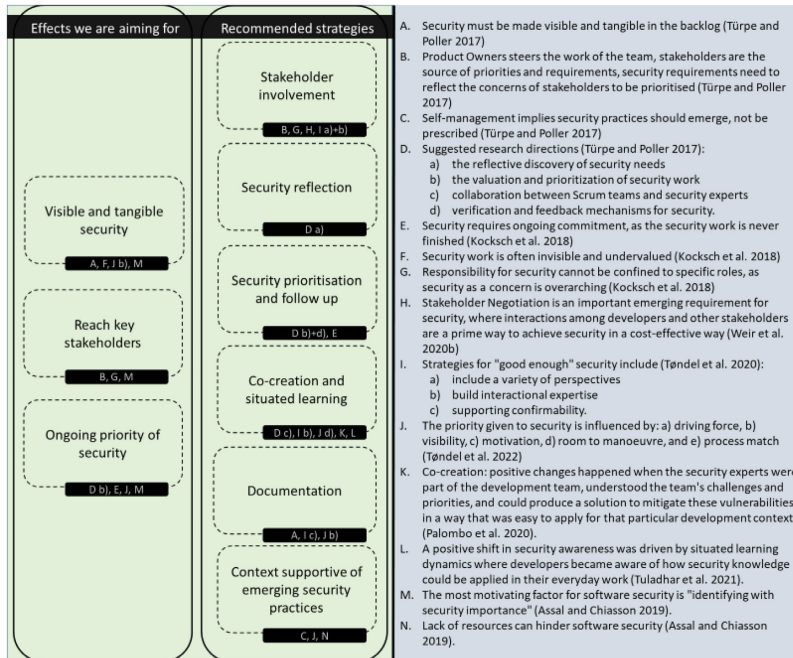 Effects we are aiming for
Visible and tangible
security
A, F, J b), M
Reach key
stakeholders
B, G, M
Ongoing priority of
security
D b), E, J, M
Recommended strategies
Stakeholder
involvement
B, G, H, I a)+b)
Security reflection
D a)
Security prioritisation
and follow up
D b)+d), E
Co-creation and
situated learning
D c), I b), J d), K, L
Documentation
A, I c), J b)
Context supportive of
emerging security
practices
C, J, N
A. Security must be made visible and tangible in the backlog (Türpe and
Poller 2017)
B. Product Owners steers the work of the team, stakeholders are the
source of priorities and requirements, security requirements need to
reflect the concerns of stakeholders to be prioritised (Türpe and Poller
2017)
C. Self-management implies security practices should emerge, not be
prescribed (Türpe and Poller 2017)
D. Suggested research directions (Türpe and Poller 2017):
a) the reflective discovery of security needs
b) the valuation and prioritization of security work
c) collaboration between Scrum teams and security experts
d) verification and feedback mechanisms for security.
E. Security requires ongoing commitment, as the security work is never
finished (Kocksch et al. 2018)
F. Security work is often invisible and undervalued (Kocksch et al. 2018)
G. Responsibility for security cannot be confined to specific roles, as
security as a concern is overarching (Kocksch et al. 2018)
H. Stakeholder Negotiation is an important emerging requirement for
security, where interactions among developers and other stakeholders
are a prime way to achieve security in a cost-effective way (Weir et al.
2020b)
I. Strategies for "good enough" security include (Tøndel et al. 2020):
a) include a variety of perspectives
b) build interactional expertise
c) supporting confirmability.
J. The priority given to security is influenced by: a) driving force, b)
visibility, c) motivation, d) room to manoeuvre, and e) process match
(Tøndel et al. 2022)
K. Co-creation: positive changes happened when the security experts were
part of the development team, understood the team's challenges and
priorities, and could produce a solution to mitigate these vulnerabilities
in a way that was easy to apply for that particular development context
(Palombo et al. 2020).
L. A positive shift in security awareness was driven by situated learning
dynamics where developers became aware of how security knowledge
could be applied in their everyday work (Tuladhar et al. 2021).
M. The most motivating factor for software security is "identifying with
security importance" (Assal and Chiasson 2019).
N. Lack of resources can hinder software security (Assal and Chiasson
2019).